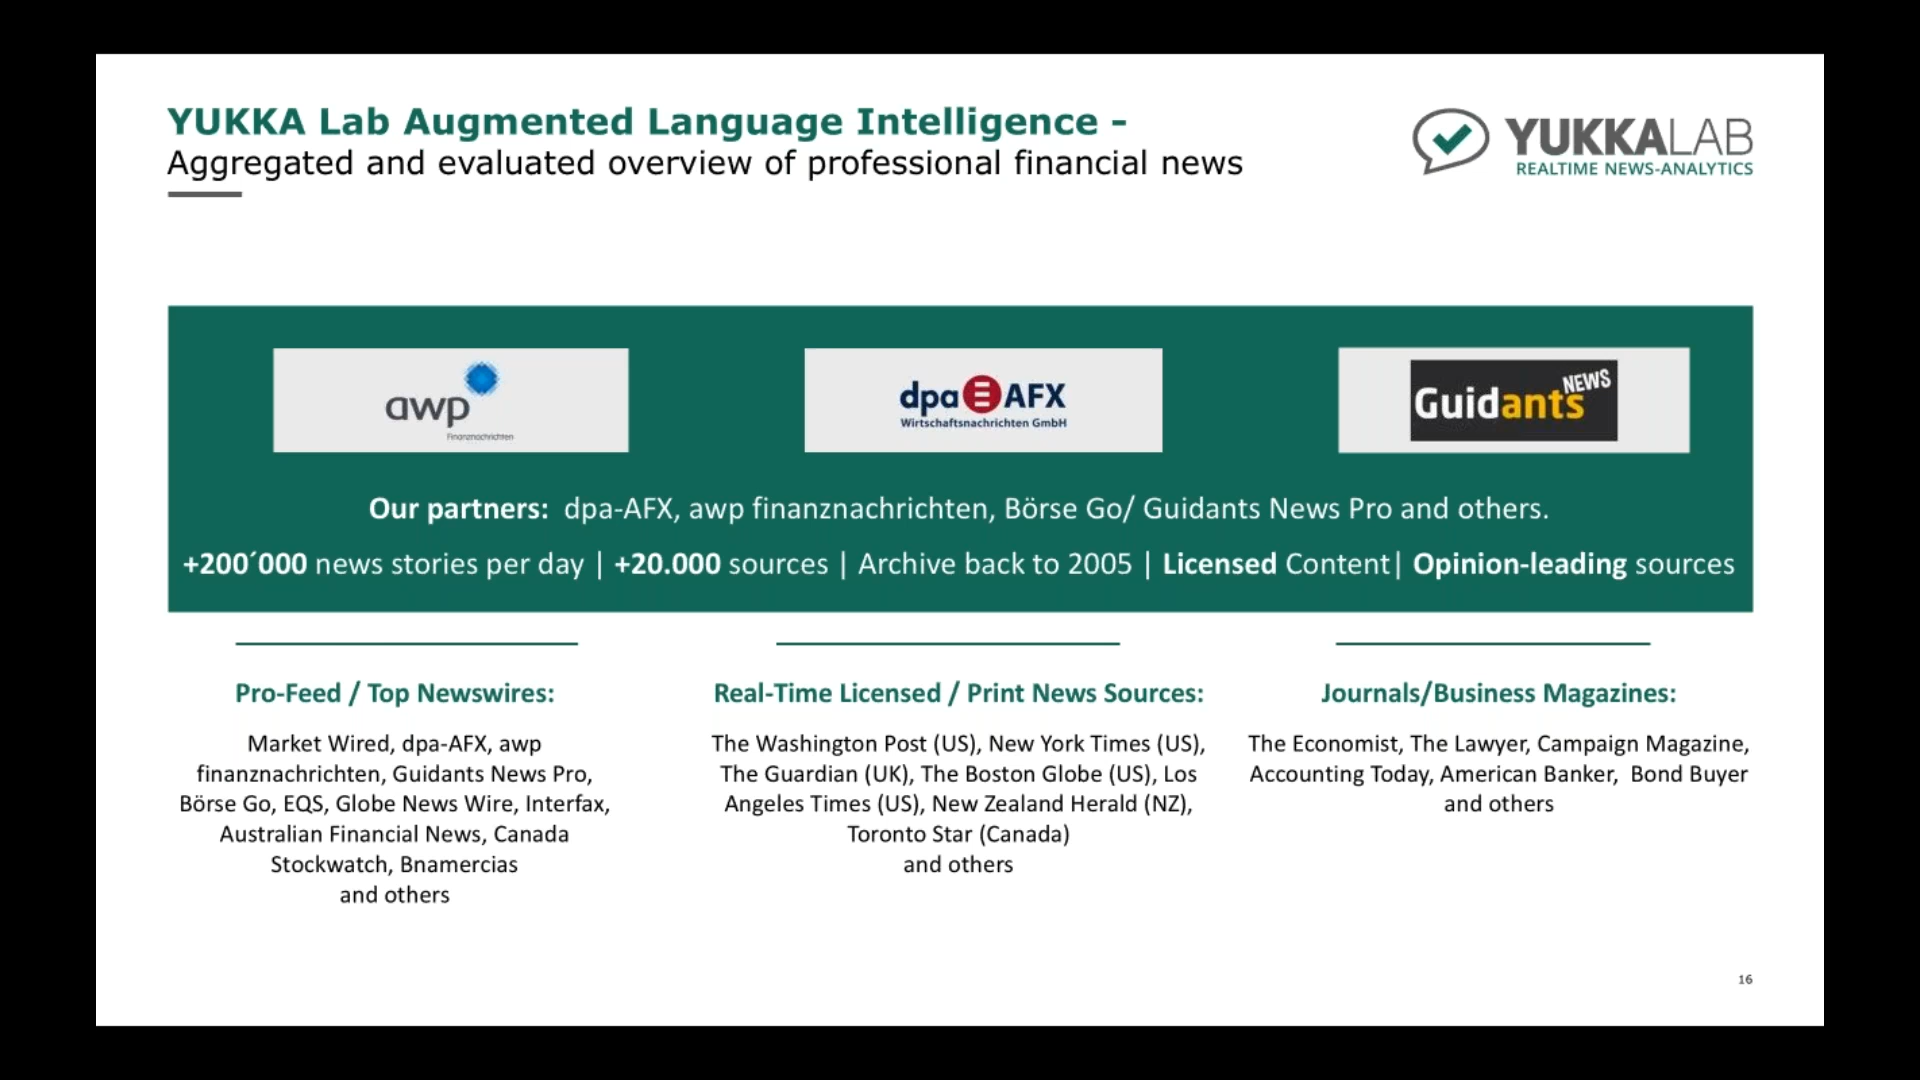 YUKKA Lab Augmented Language Intelligence -
Aggregated and evaluated overview of professional financial news
YUKKALAB
REALTIME NEWS-ANALYTICS
awp
Finanznachrichten
dpa AFX
Wirtschaftsnachrichten GmbH
Guidants NEWS
Our partners: dpa-AFX, awp finanznachrichten, Börse Go/ Guidants News Pro and others.
+200´000 news stories per day | +20.000 sources | Archive back to 2005 | Licensed Content| Opinion-leading sources
Pro-Feed / Top Newswires:
Market Wired, dpa-AFX, awp
finanznachrichten, Guidants News Pro,
Börse Go, EQS, Globe News Wire, Interfax,
Australian Financial News, Canada
Stockwatch, Bnamercias
and others
Real-Time Licensed / Print News Sources:
The Washington Post (US), New York Times (US),
The Guardian (UK), The Boston Globe (US), Los
Angeles Times (US), New Zealand Herald (NZ),
Toronto Star (Canada)
and others
Journals/Business Magazines:
The Economist, The Lawyer, Campaign Magazine,
Accounting Today, American Banker, Bond Buyer
and others
16